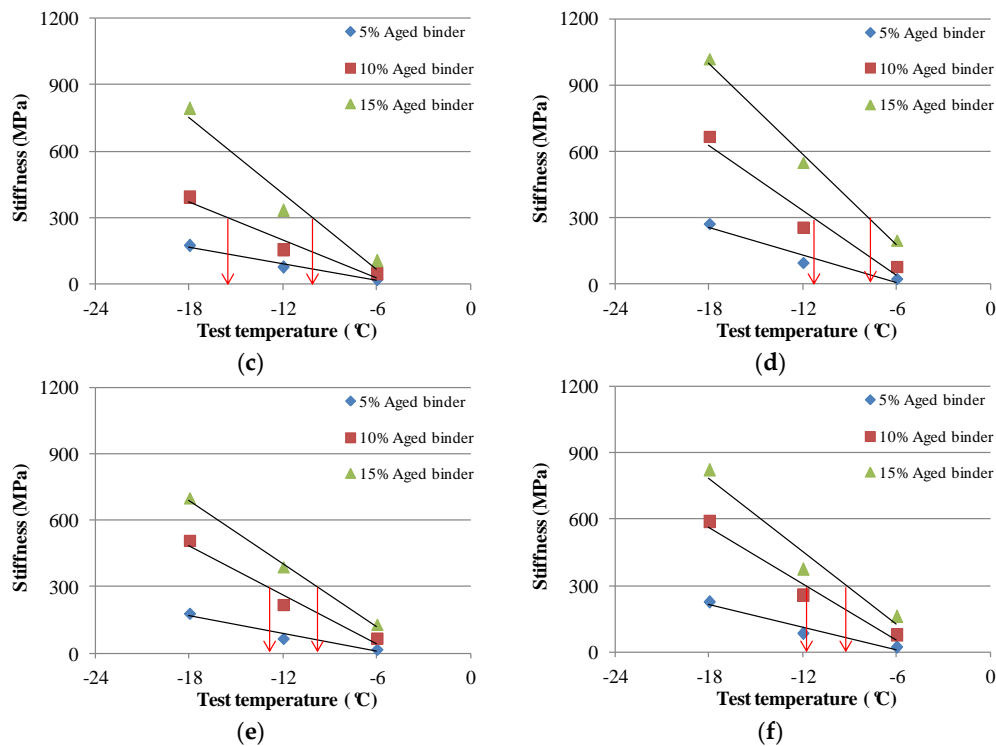 1200
5% Aged binder
900
10% Aged binder
15% Aged binder
600
300
0
-24 -18 -12 -6 0
Stiffness (MPa)
Test temperature (℃)
(c)
1200
5% Aged binder
900
10% Aged binder
15% Aged binder
600
300
0
-24 -18 -12 -6 0
Stiffness (MPa)
Test temperature (℃)
(d)
1200
5% Aged binder
900
10% Aged binder
15% Aged binder
600
300
0
-24 -18 -12 -6 0
Stiffness (MPa)
Test temperature (℃)
(e)
1200
5% Aged binder
900
10% Aged binder
15% Aged binder
600
300
0
-24 -18 -12 -6 0
Stiffness (MPa)
Test temperature (℃)
(f)